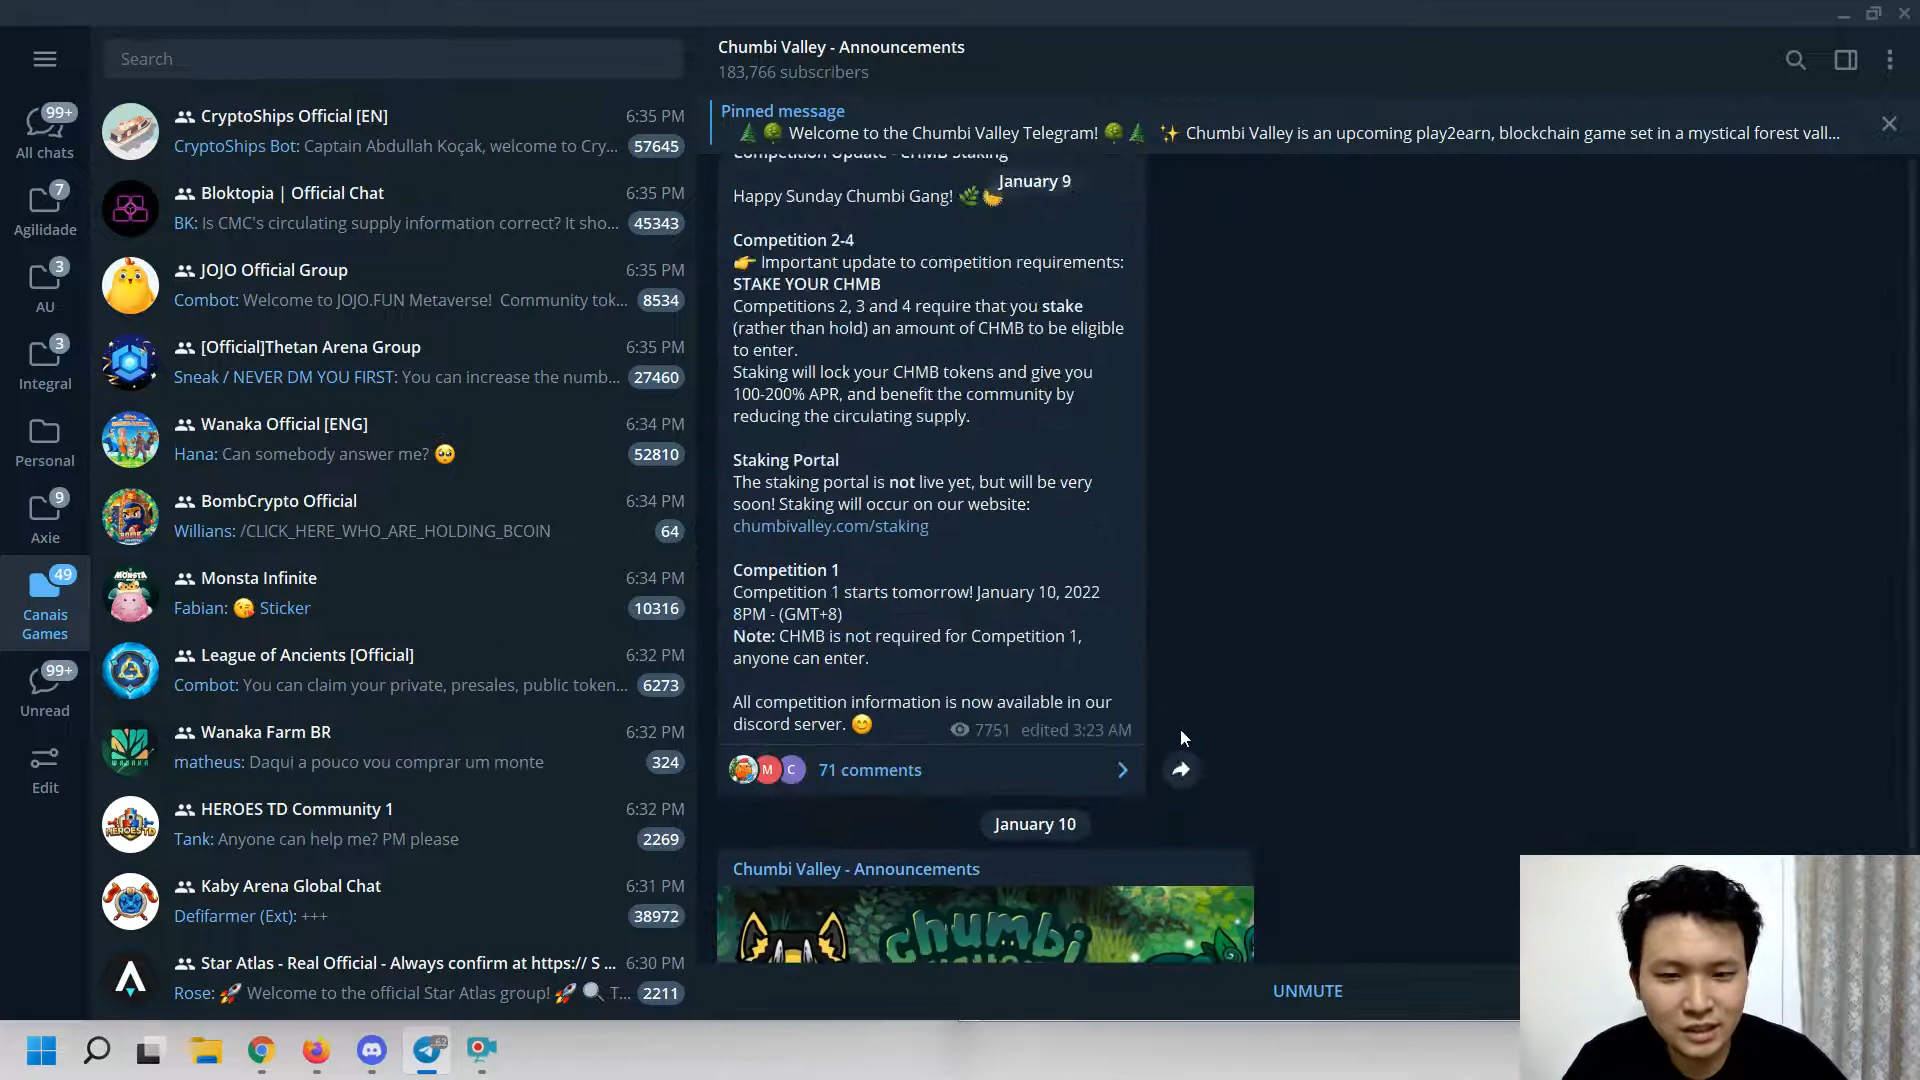 Search ...
99+
All chats
7
Agilidade
3
AU
3
Integral
Personal
9
Axie
49
Canais
Games
99+
Unread
Edit
CryptoShips Official [EN] 6:35 PM
CryptoShips Bot: Captain Abdullah Koçak, welcome to Cry... 57645
Bloktopia | Official Chat 6:35 PM
BK: Is CMC's circulating supply information correct? It sho... 45343
JOJO Official Group 6:35 PM
Combot: Welcome to JOJO.FUN Metaverse! Community tok... 8534
[Official]Thetan Arena Group 6:35 PM
Sneak / NEVER DM YOU FIRST: You can increase the numb... 27460
Wanaka Official [ENG] 6:34 PM
Hana: Can somebody answer me? 🥺 52810
BombCrypto Official 6:34 PM
Willians: /CLICK_HERE_WHO_ARE_HOLDING_BCOIN 64
Monsta Infinite 6:34 PM
Fabian: 😘 Sticker 10316
League of Ancients [Official] 6:32 PM
Combot: You can claim your private, presales, public token... 6273
Wanaka Farm BR 6:32 PM
matheus: Daqui a pouco vou comprar um monte 324
HEROES TD Community 1 6:32 PM
Tank: Anyone can help me? PM please 2269
Kaby Arena Global Chat 6:31 PM
Defifarmer (Ext): +++ 38972
Star Atlas - Real Official - Always confirm at https:// S ... 6:30 PM
Rose: 🚀 Welcome to the official Star Atlas group! 🚀 🔍 T... 2211
Chumbi Valley - Announcements
183,766 subscribers
Pinned message
🌲 🌳 Welcome to the Chumbi Valley Telegram! 🌳 🌲 ✨ Chumbi Valley is an upcoming play2earn, blockchain game set in a mystical forest vall...
Competition Update - CHMB Staking
January 9
Happy Sunday Chumbi Gang! 🌿
Competition 2-4
👉 Important update to competition requirements:
STAKE YOUR CHMB
Competitions 2, 3 and 4 require that you stake
(rather than hold) an amount of CHMB to be eligible
to enter.
Staking will lock your CHMB tokens and give you
100-200% APR, and benefit the community by
reducing the circulating supply.
Staking Portal
The staking portal is not live yet, but will be very
soon! Staking will occur on our website:
chumbivalley.com/staking
Competition 1
Competition 1 starts tomorrow! January 10, 2022
8PM - (GMT+8)
Note: CHMB is not required for Competition 1,
anyone can enter.
All competition information is now available in our
discord server. 😊 7751 edited 3:23 AM
M C 71 comments
January 10
Chumbi Valley - Announcements
chumbi
UNMUTE
62